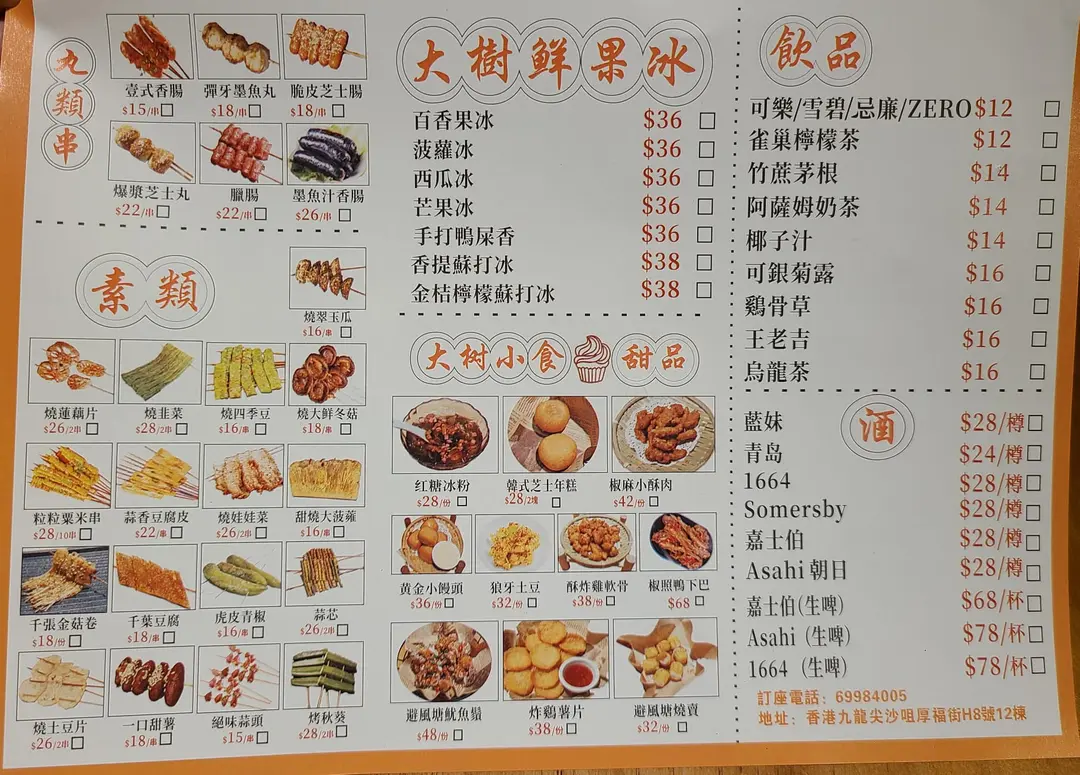 丸類串
壹式香腸
$15/串
彈牙墨魚丸
$18/串
脆皮芝士腸
$18/串
爆漿芝士丸
$22/串
臘腸
$22/串
墨魚汁香腸
$26/串
素類
燒翠玉瓜
$16/串
燒蓮藕片
$26/2串
燒韭菜
$28/2串
燒四季豆
$16/串
燒大鮮冬菇
$18/串
粒粒粟米串
$28/10串
蒜香豆腐皮
$22/串
燒娃娃菜
$26/2串
甜燒大菠蘿
$16/串
千張金菇卷
$18/份
千葉豆腐
$18/串
虎皮青椒
$16/串
蒜芯
$26/2串
燒土豆片
$26/2串
一口甜薯
$18/串
絕味蒜頭
$15/串
烤秋葵
$28/2串
大樹鮮果冰
百香果冰 $36
菠蘿冰 $36
西瓜冰 $36
芒果冰 $36
手打鴨屎香 $36
香提蘇打冰 $38
金桔檸檬蘇打冰 $38
大树小食 甜品
红糖冰粉
$28/份
韓式芝士年糕
$28/2塊
椒麻小酥肉
$42/份
黄金小饅頭
$36/份
狼牙土豆
$32/份
酥炸雞軟骨
$38/份
椒照鴨下巴
$68
避風塘魷魚鬚
$48/份
炸鷄薯片
$38/份
避風塘燒賣
$32/份
飲品
可樂/雪碧/忌廉/ZERO $12
雀巢檸檬茶 $12
竹蔗茅根 $14
阿薩姆奶茶 $14
椰子汁 $14
可銀菊露 $16
鷄骨草 $16
王老吉 $16
烏龍茶 $16
酒
藍妹 $28/樽
青岛 $24/樽
1664 $28/樽
Somersby $28/樽
嘉士伯 $28/樽
Asahi 朝日 $28/樽
嘉士伯(生啤) $68/杯
Asahi (生啤) $78/杯
1664 (生啤) $78/杯
訂座電話：69984005
地址：香港九龍尖沙咀厚福街H8號12棟